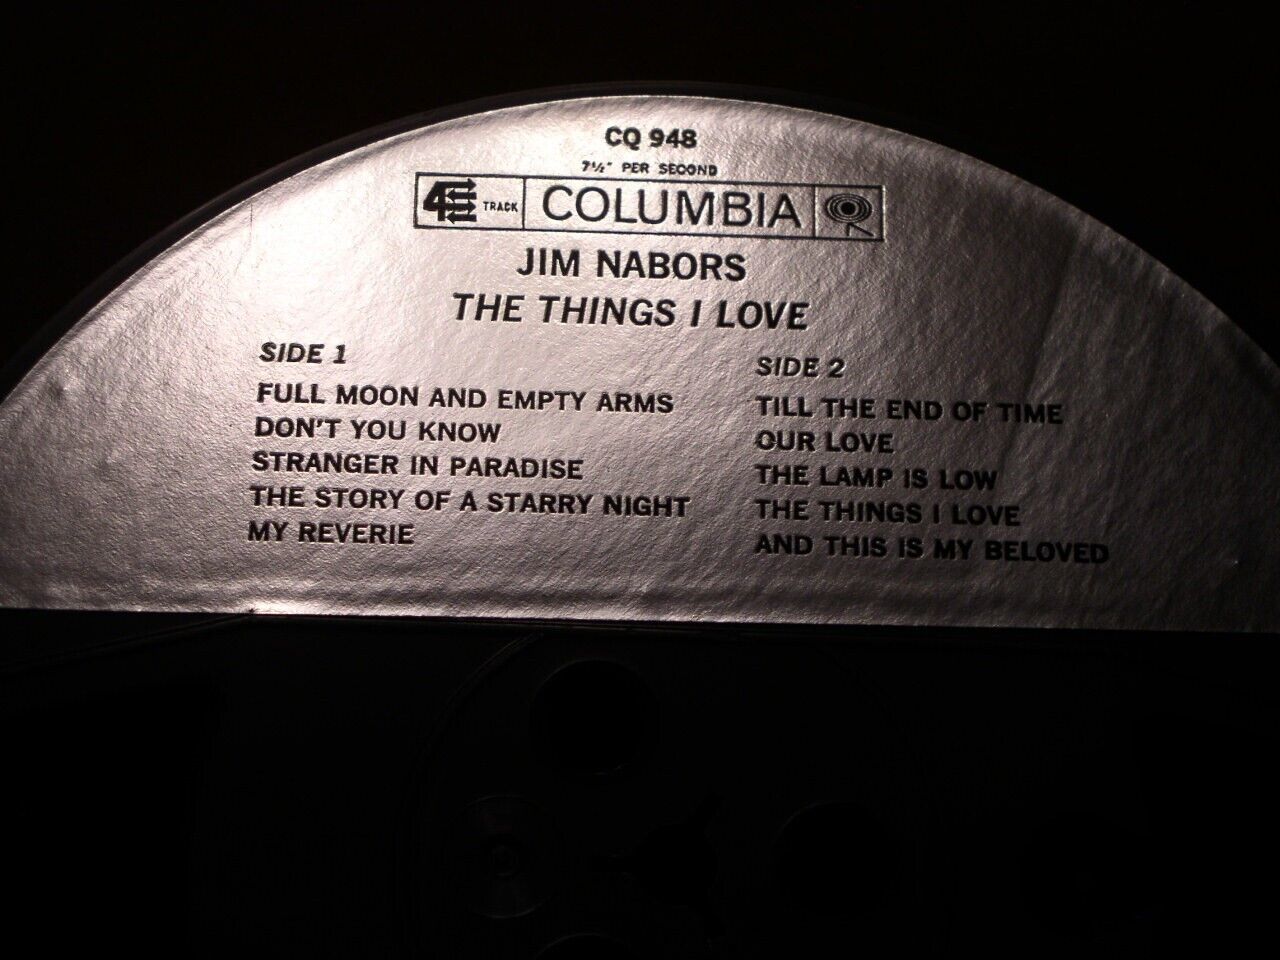 CQ 948
7½" PER SECOND
4 TRACK COLUMBIA
JIM NABORS
THE THINGS I LOVE
SIDE 1
FULL MOON AND EMPTY ARMS
DON'T YOU KNOW
STRANGER IN PARADISE
THE STORY OF A STARRY NIGHT
MY REVERIE
SIDE 2
TILL THE END OF TIME
OUR LOVE
THE LAMP IS LOW
THE THINGS I LOVE
AND THIS IS MY BELOVED